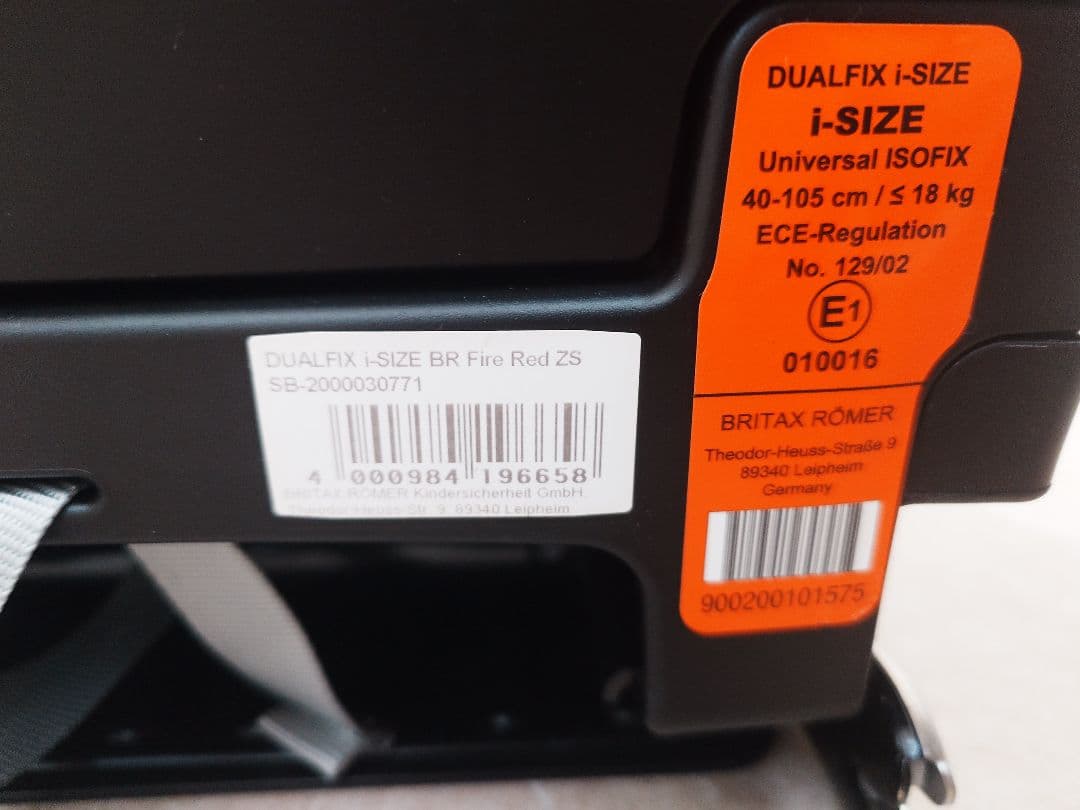 DUALFIX i-SIZE
i-SIZE
Universal ISOFIX
40-105 cm / ≤ 18 kg
ECE-Regulation
No. 129/02
E1
010016
BRITAX RÖMER
Theodor-Heuss-Straße 9
89340 Leipheim
Germany
900200101575
DUALFIX i-SIZE BR Fire Red ZS
SB-2000030771
4 000984 196658
BRITAX RÖMER Kindersicherheit GmbH.
Theodor-Heuss-Str. 9, 89340 Leipheim